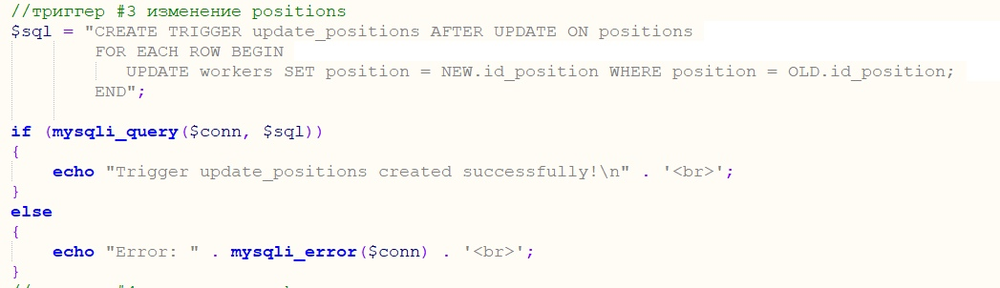 //триггер #3 изменение positions
$sql = "CREATE TRIGGER update_positions AFTER UPDATE ON positions
FOR EACH ROW BEGIN
UPDATE workers SET position = NEW.id_position WHERE position = OLD.id_position;
END";
if (mysqli_query($conn, $sql))
{
echo "Trigger update_positions created successfully!\n" . '<br>';
}
else
{
echo "Error: " . mysqli_error($conn) . '<br>';
}